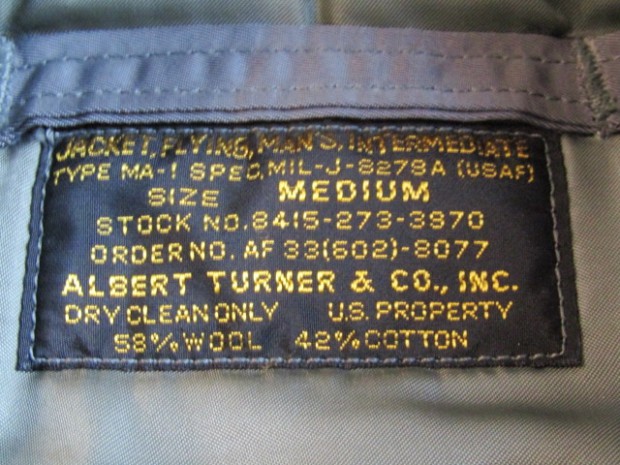 JACKET, FLYING, MAN'S, INTERMEDIATE
TYPE MA-1 SPEC. MIL-J-8279A (USAF)
SIZE MEDIUM
STOCK NO. 8415-273-3870
ORDER NO. AF 33(602)-8077
ALBERT TURNER & CO., INC.
DRY CLEAN ONLY U.S. PROPERTY
58% WOOL 42% COTTON